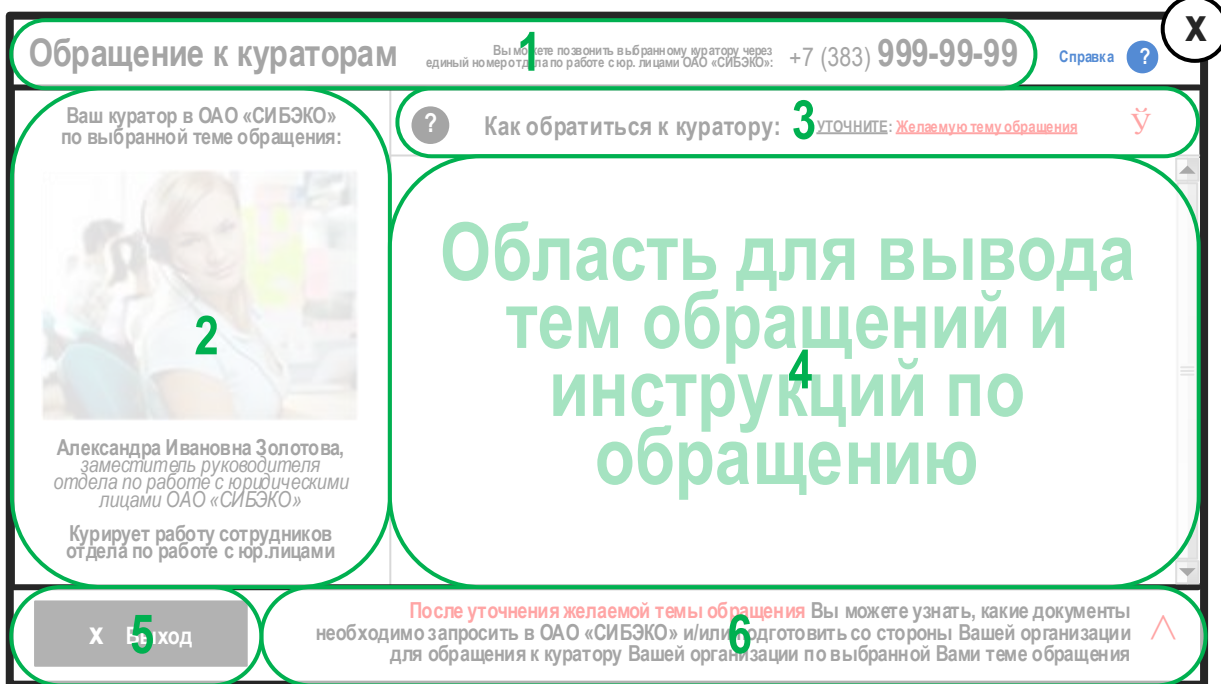 X
Обращение к кураторам
Вы можете позвонить выбранному куратору через
единый номер отдела по работе с юр. лицами ОАО «СИБЭКО»:
+7 (383) 999-99-99
Справка ?
1
Ваш куратор в ОАО «СИБЭКО»
по выбранной теме обращения:
2
Александра Ивановна Золотова,
заместитель руководителя
отдела по работе с юридическими
лицами ОАО «СИБЭКО»
Курирует работу сотрудников
отдела по работе с юр.лицами
? Как обратиться к куратору: 3 УТОЧНИТЕ: Желаемую тему обращения Ў
Область для вывода
тем обращений и
инструкций по
обращению
4
X Выход
5
После уточнения желаемой темы обращения Вы можете узнать, какие документы
необходимо запросить в ОАО «СИБЭКО» и/или подготовить со стороны Вашей организации
для обращения к куратору Вашей организации по выбранной Вами теме обращения
6